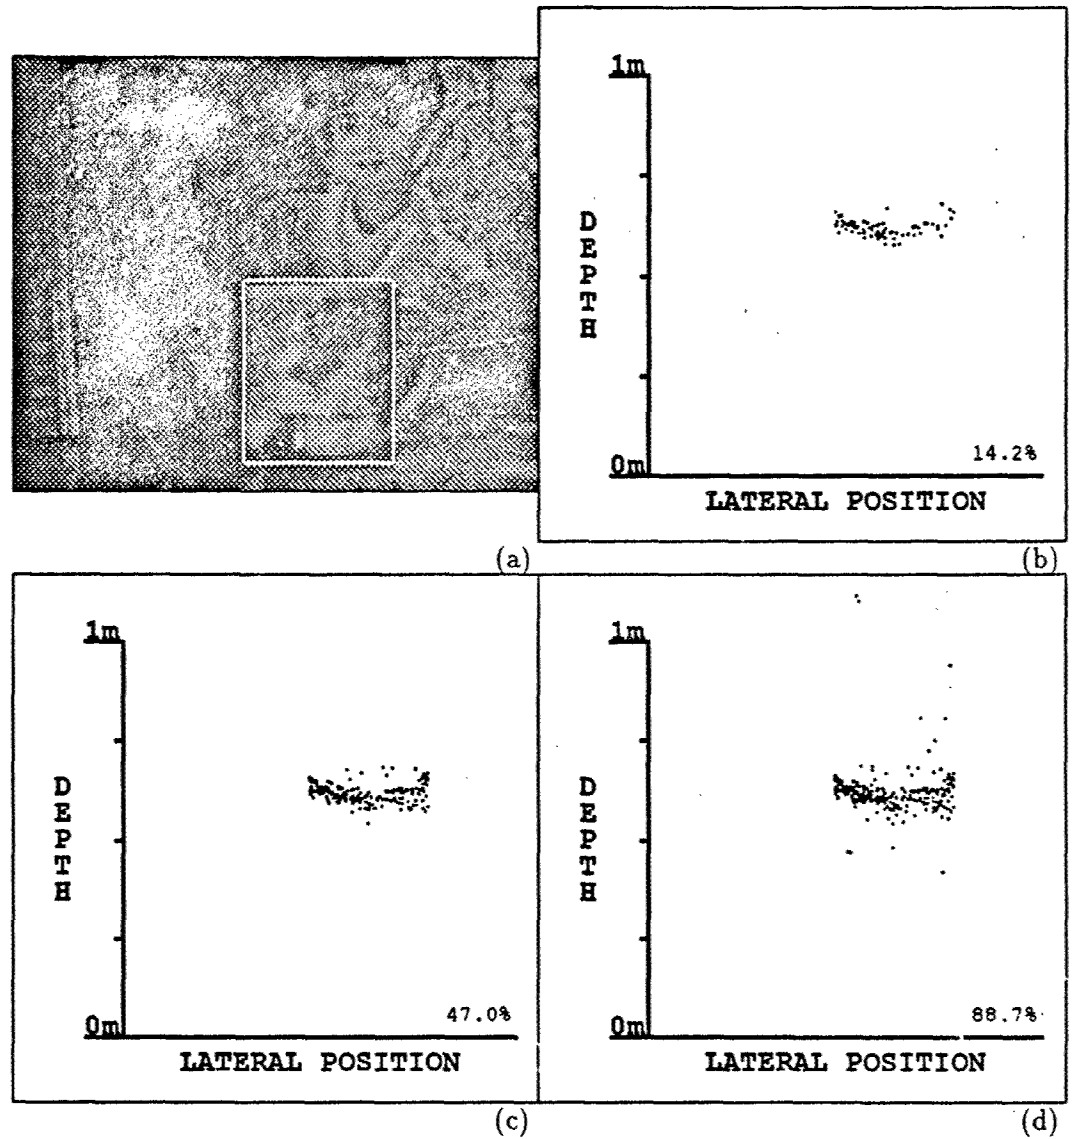 1m
DEPTH
0m
14.2%
LATERAL POSITION
(a)
(b)
1m
DEPTH
0m
47.0%
LATERAL POSITION
(c)
1m
DEPTH
0m
88.7%
LATERAL POSITION
(d)